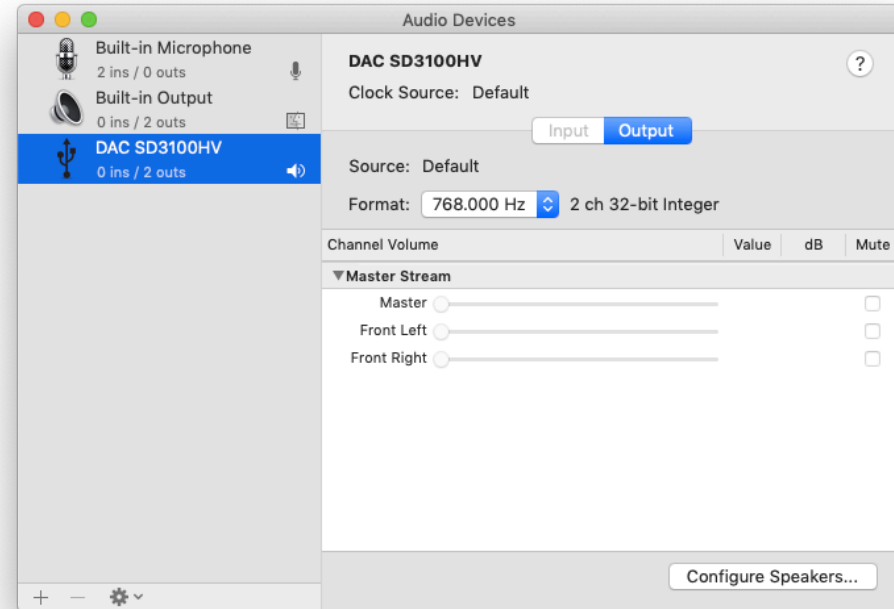 Audio Devices
Built-in Microphone
2 ins / 0 outs
Built-in Output
0 ins / 2 outs
DAC SD3100HV
0 ins / 2 outs
DAC SD3100HV
?
Clock Source: Default
Input Output
Source: Default
Format: 768.000 Hz 2 ch 32-bit Integer
Channel Volume Value dB Mute
Master Stream
Master
Front Left
Front Right
Configure Speakers...